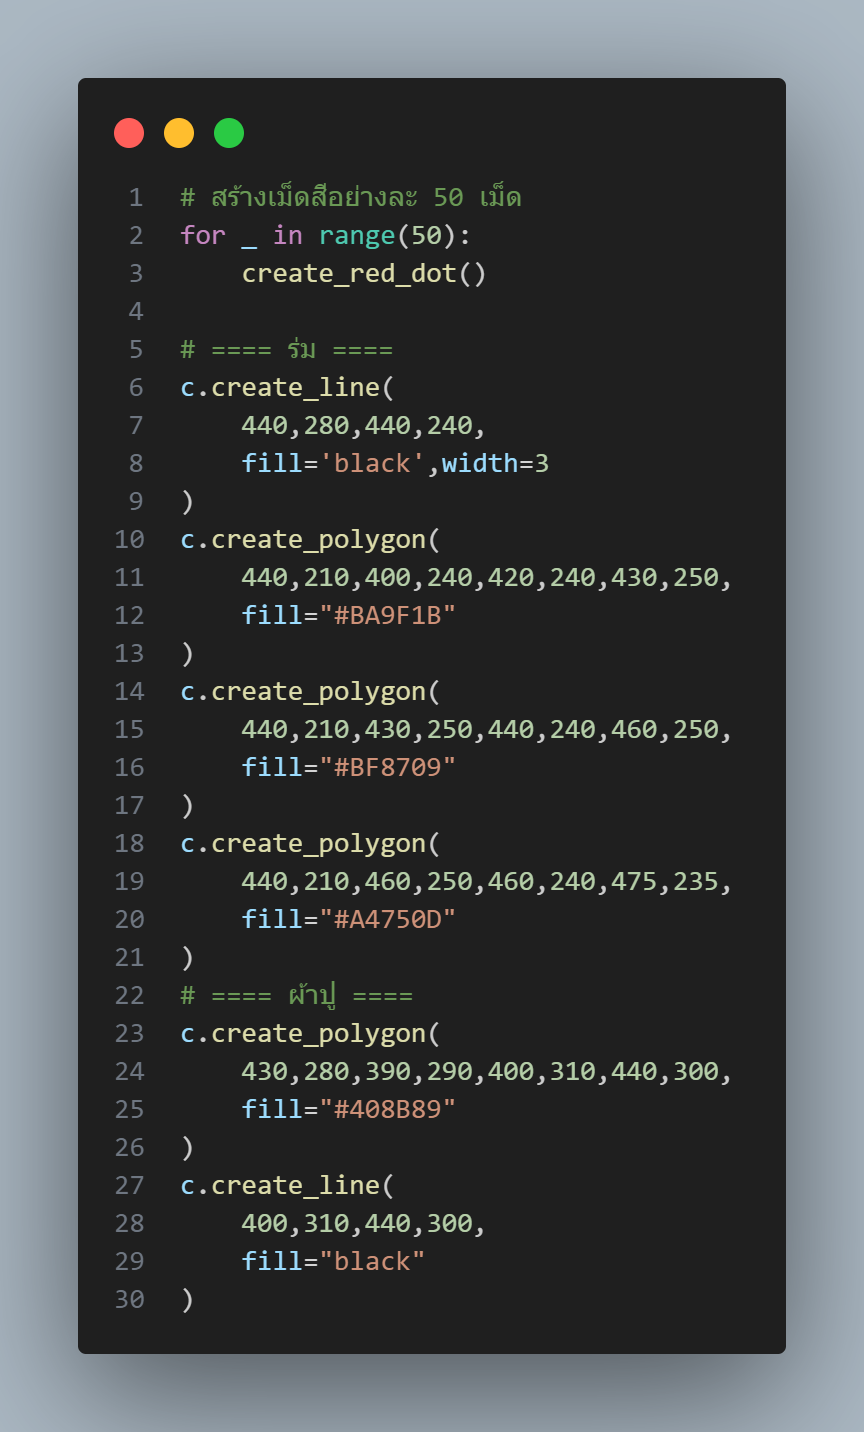 1 # สร้างเม็ดสีอย่างละ 50 เม็ด
2 for _ in range(50):
3     create_red_dot()
4
5 # ==== ร่ม ====
6 c.create_line(
7     440,280,440,240,
8     fill='black',width=3
9 )
10 c.create_polygon(
11     440,210,400,240,420,240,430,250,
12     fill="#BA9F1B"
13 )
14 c.create_polygon(
15     440,210,430,250,440,240,460,250,
16     fill="#BF8709"
17 )
18 c.create_polygon(
19     440,210,460,250,460,240,475,235,
20     fill="#A4750D"
21 )
22 # ==== ผ้าปู ====
23 c.create_polygon(
24     430,280,390,290,400,310,440,300,
25     fill="#408B89"
26 )
27 c.create_line(
28     400,310,440,300,
29     fill="black"
30 )